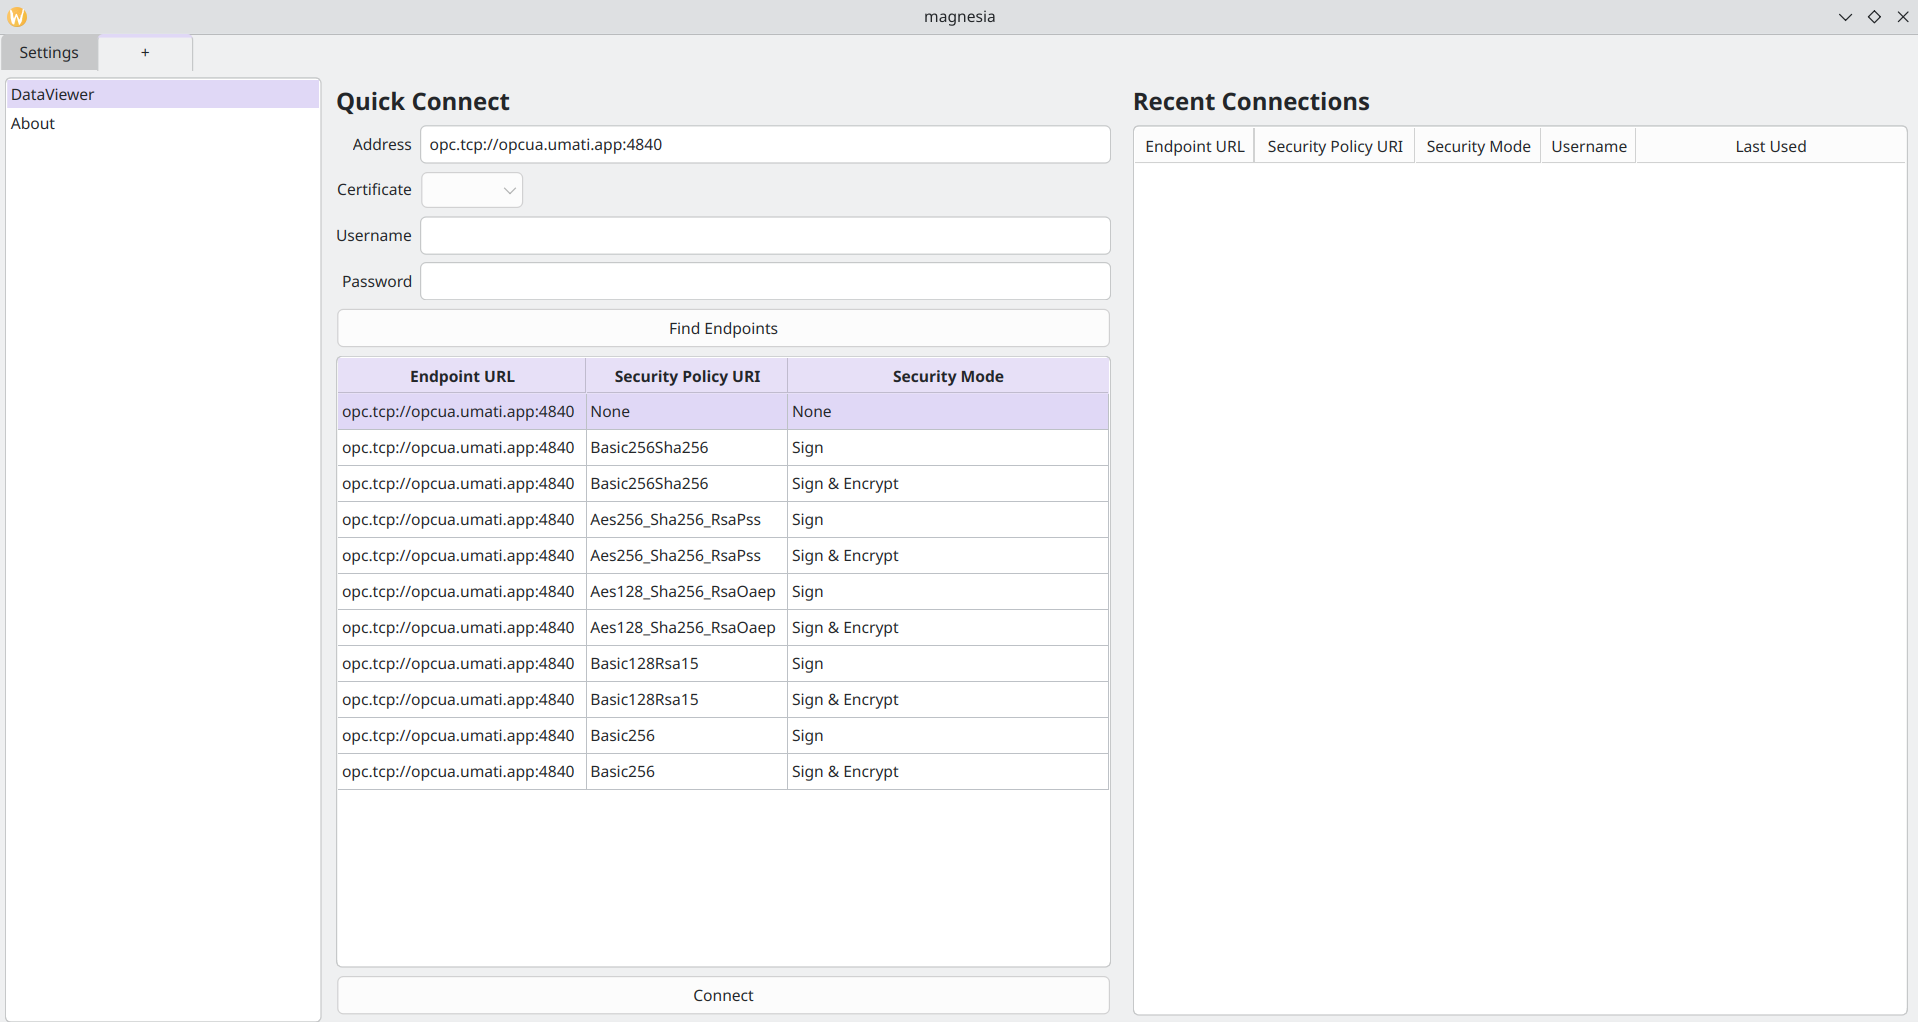 magnesia
Settings +
DataViewer
About
Quick Connect
Address opc.tcp://opcua.umati.app:4840
Certificate
Username
Password
Find Endpoints
Endpoint URL Security Policy URI Security Mode
opc.tcp://opcua.umati.app:4840 None None
opc.tcp://opcua.umati.app:4840 Basic256Sha256 Sign
opc.tcp://opcua.umati.app:4840 Basic256Sha256 Sign & Encrypt
opc.tcp://opcua.umati.app:4840 Aes256_Sha256_RsaPss Sign
opc.tcp://opcua.umati.app:4840 Aes256_Sha256_RsaPss Sign & Encrypt
opc.tcp://opcua.umati.app:4840 Aes128_Sha256_RsaOaep Sign
opc.tcp://opcua.umati.app:4840 Aes128_Sha256_RsaOaep Sign & Encrypt
opc.tcp://opcua.umati.app:4840 Basic128Rsa15 Sign
opc.tcp://opcua.umati.app:4840 Basic128Rsa15 Sign & Encrypt
opc.tcp://opcua.umati.app:4840 Basic256 Sign
opc.tcp://opcua.umati.app:4840 Basic256 Sign & Encrypt
Connect
Recent Connections
Endpoint URL Security Policy URI Security Mode Username Last Used